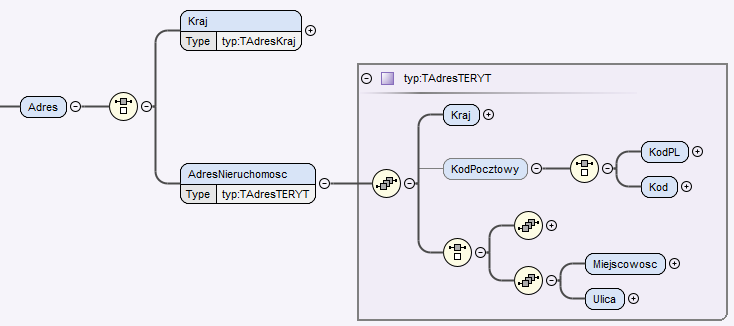 Kraj
Type typ:TAdresKraj
typ:TAdresTERYT
Adres
Kraj
KodPL
KodPocztowy
AdresNieruchomosc
Kod
Type typ:TAdresTERYT
Miejscowosc
Ulica